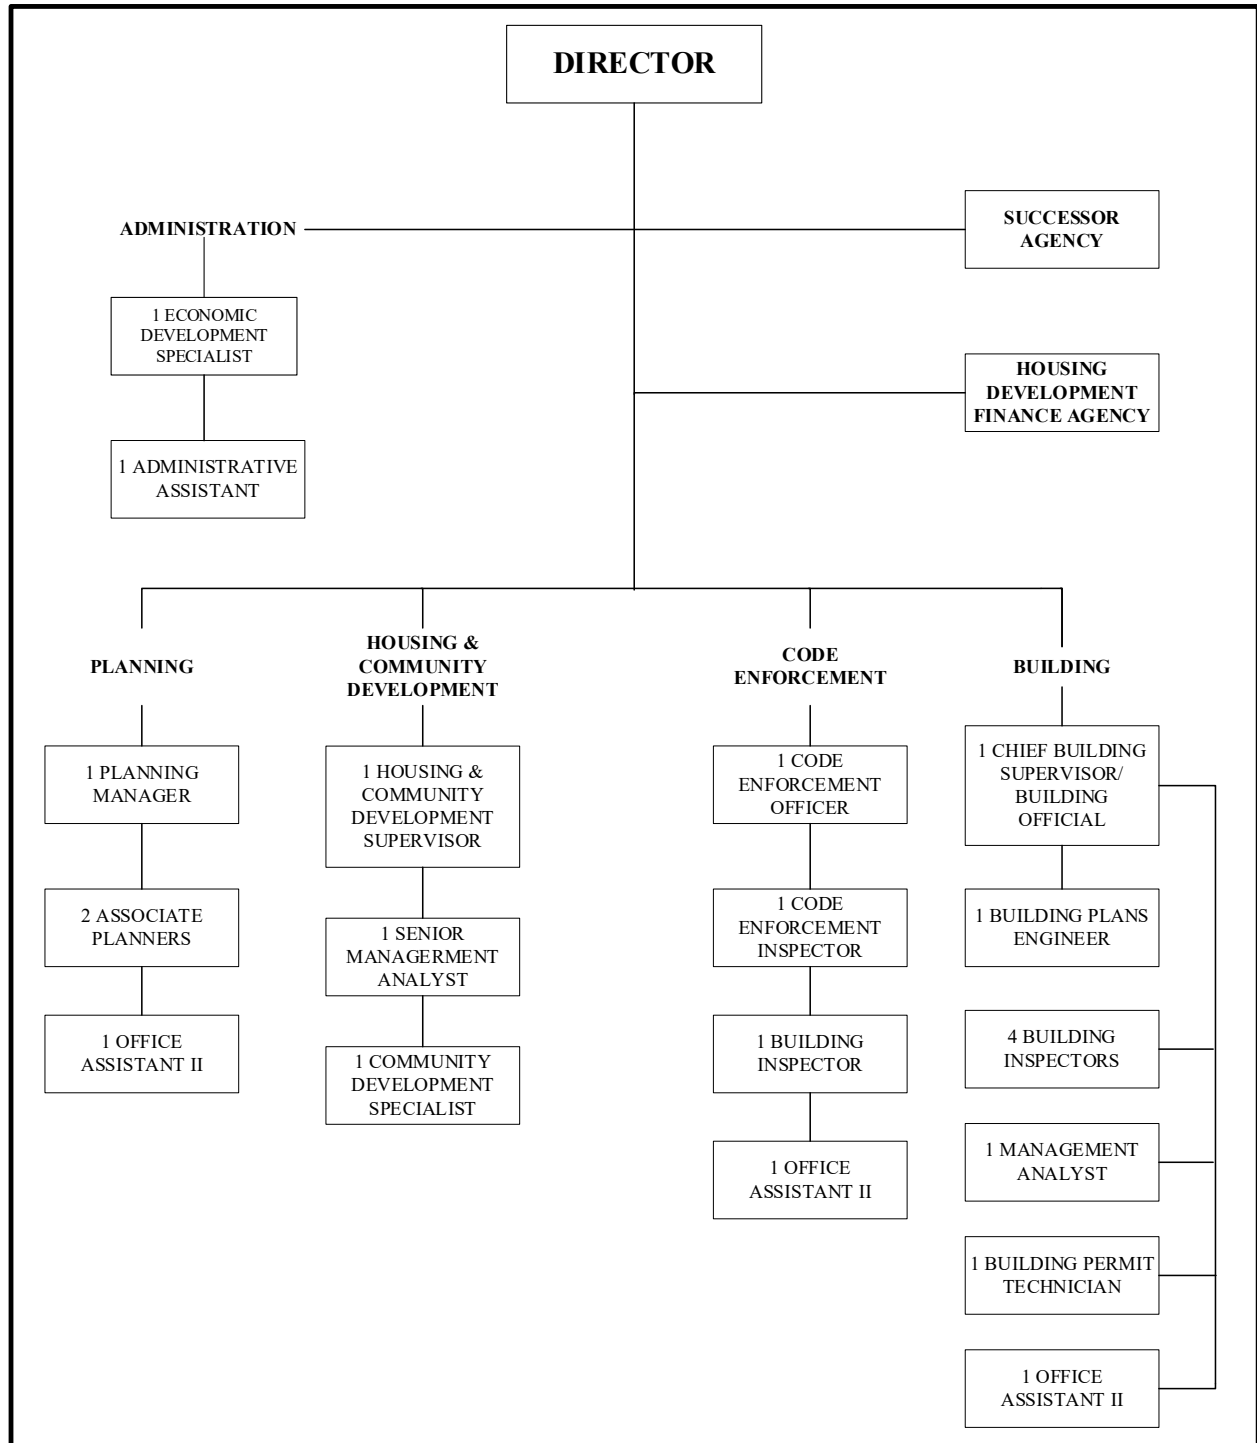 DIRECTOR
ADMINISTRATION
SUCCESSOR
AGENCY
1 ECONOMIC
DEVELOPMENT
SPECIALIST
HOUSING
DEVELOPMENT
FINANCE AGENCY
1 ADMINISTRATIVE
ASSISTANT
PLANNING
HOUSING &
COMMUNITY
DEVELOPMENT
CODE
ENFORCEMENT
BUILDING
1 PLANNING
MANAGER
2 ASSOCIATE
PLANNERS
1 OFFICE
ASSISTANT II
1 HOUSING &
COMMUNITY
DEVELOPMENT
SUPERVISOR
1 SENIOR
MANAGERMENT
ANALYST
1 COMMUNITY
DEVELOPMENT
SPECIALIST
1 CODE
ENFORCEMENT
OFFICER
1 CODE
ENFORCEMENT
INSPECTOR
1 BUILDING
INSPECTOR
1 OFFICE
ASSISTANT II
1 CHIEF BUILDING
SUPERVISOR/
BUILDING
OFFICIAL
1 BUILDING PLANS
ENGINEER
4 BUILDING
INSPECTORS
1 MANAGEMENT
ANALYST
1 BUILDING PERMIT
TECHNICIAN
1 OFFICE
ASSISTANT II